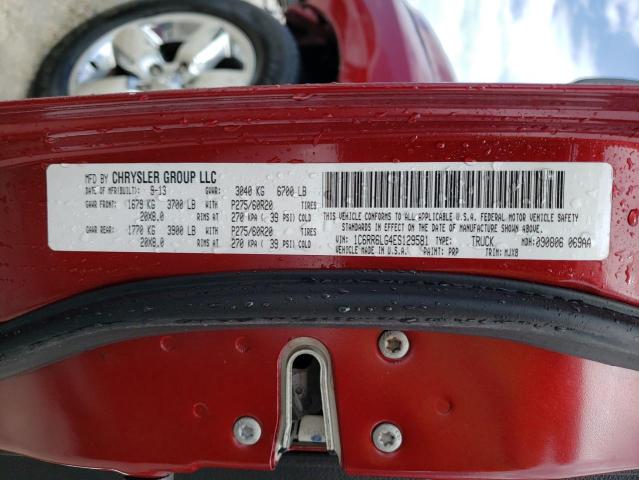 MFD BY CHRYSLER GROUP LLC
DATE OF MFR(BUILT): 9-13 GVWR: 3040 KG 6700 LB
GAWR FRONT: 1679 KG 3700 LB WITH P275/60R20 TIRES
20X8.0 RIMS AT 270 KPA ( 39 PSI) COLD
GAWR REAR: 1770 KG 3900 LB WITH P275/60R20 TIRES
20X8.0 RIMS AT 270 KPA ( 39 PSI) COLD
THIS VEHICLE CONFORMS TO ALL APPLICABLE U.S.A. FEDERAL MOTOR VEHICLE SAFETY
STANDARDS IN EFFECT ON THE DATE OF MANUFACTURE SHOWN ABOVE.
VIN: 1C6RR6LG4ES129581 TYPE: TRUCK MDH: 090806 069AA
VEHICLE MADE IN U.S.A. PAINT: PRP TRIM: MJX8